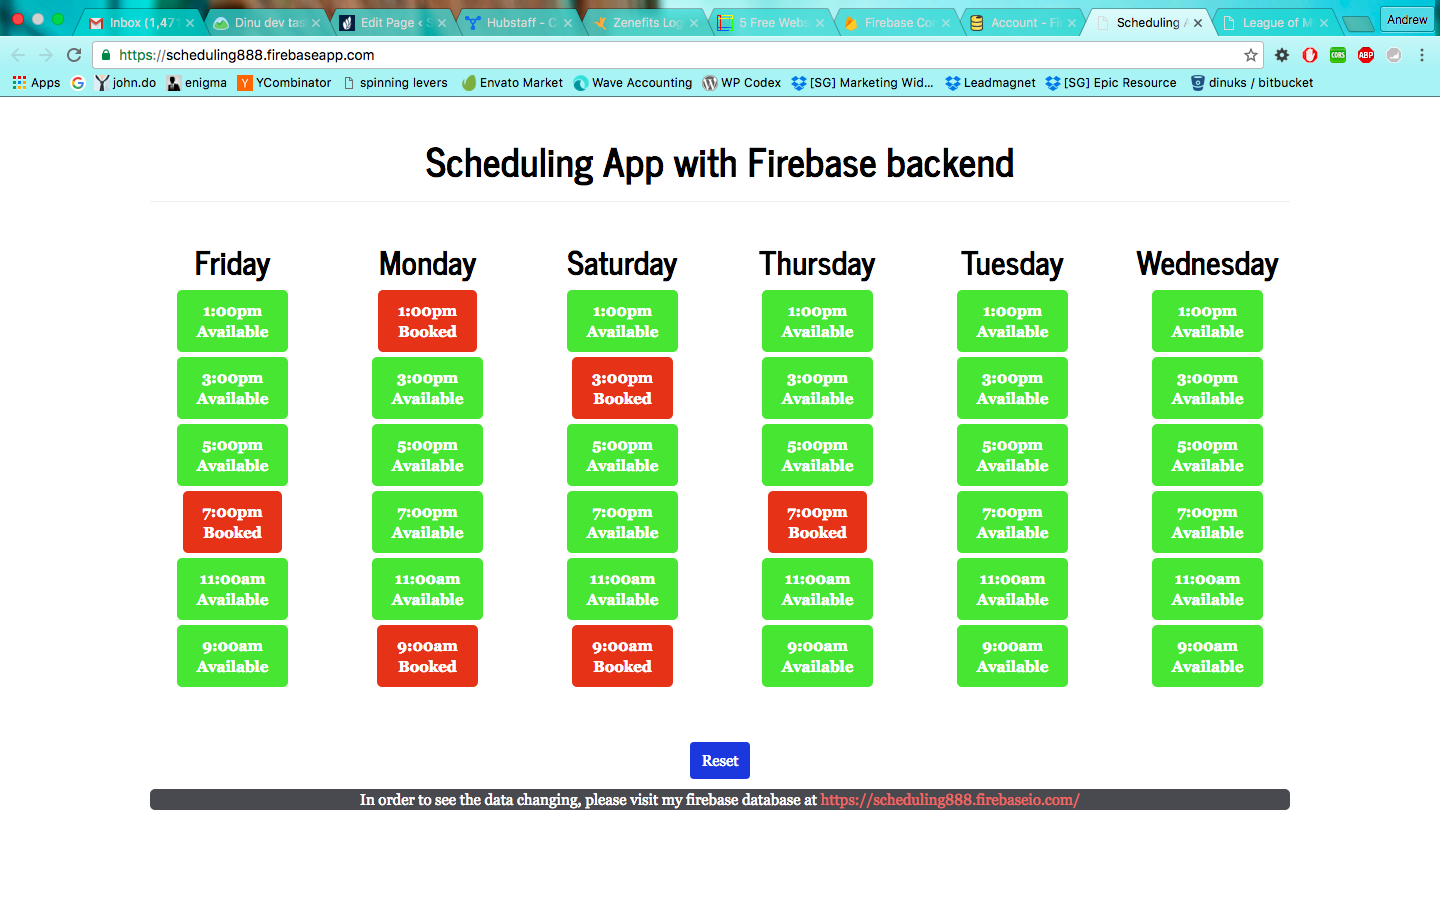 Inbox (1,47
Dinu dev tas
Edit Page ‹ S
Hubstaff - C
Zenefits Log
5 Free Webs
Firebase Con
Account - Fi
Scheduling A
League of M
Andrew
https://scheduling888.firebaseapp.com
CORS
ABP
Apps
john.do
enigma
YCombinator
spinning levers
Envato Market
Wave Accounting
WP Codex
[SG] Marketing Wid...
Leadmagnet
[SG] Epic Resource
dinuks / bitbucket
Scheduling App with Firebase backend
Friday Monday Saturday Thursday Tuesday Wednesday
1:00pm 1:00pm 1:00pm 1:00pm 1:00pm 1:00pm
Available Booked Available Available Available Available
3:00pm 3:00pm 3:00pm 3:00pm 3:00pm 3:00pm
Available Available Booked Available Available Available
5:00pm 5:00pm 5:00pm 5:00pm 5:00pm 5:00pm
Available Available Available Available Available Available
7:00pm 7:00pm 7:00pm 7:00pm 7:00pm 7:00pm
Booked Available Available Booked Available Available
11:00am 11:00am 11:00am 11:00am 11:00am 11:00am
Available Available Available Available Available Available
9:00am 9:00am 9:00am 9:00am 9:00am 9:00am
Available Booked Booked Available Available Available
Reset
In order to see the data changing, please visit my firebase database at https://scheduling888.firebaseio.com/